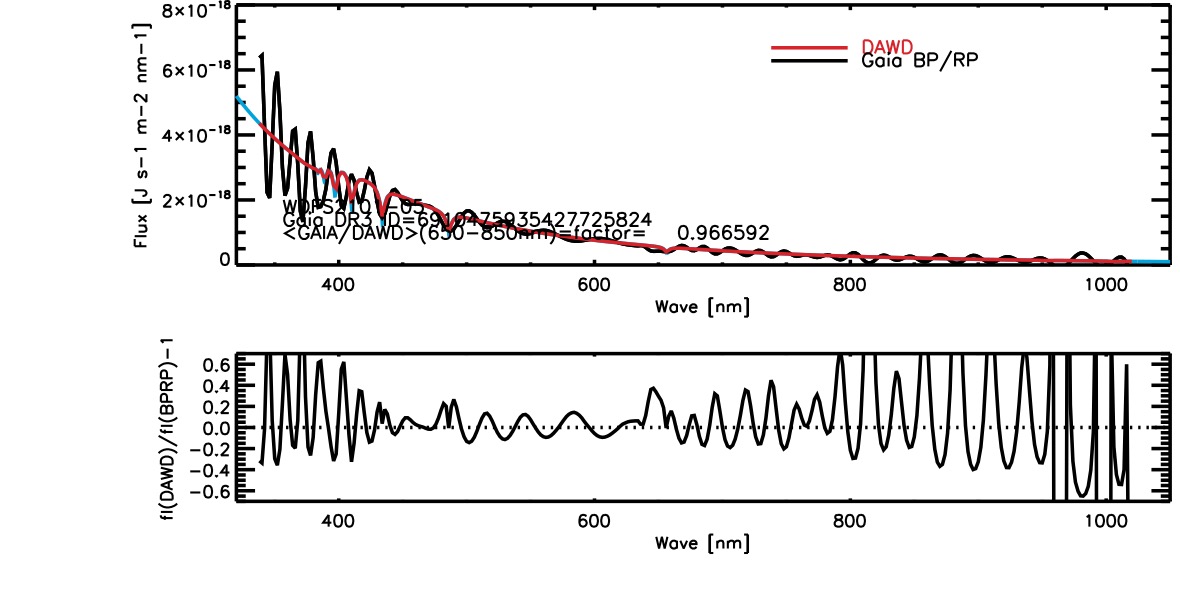 8×10−18
6×10−18
4×10−18
2×10−18
0
Flux [J s−1 m−2 nm−1]
DAWD
Gaia BP/RP
Gaia DR3
<GAIA/DAWD>(650−850nm)=factor= 0.966592
400 600 800 1000
Wave [nm]
0.6
0.4
0.2
0.0
−0.2
−0.4
−0.6
fl(DAWD)/fl(BPRP)−1
400 600 800 1000
Wave [nm]